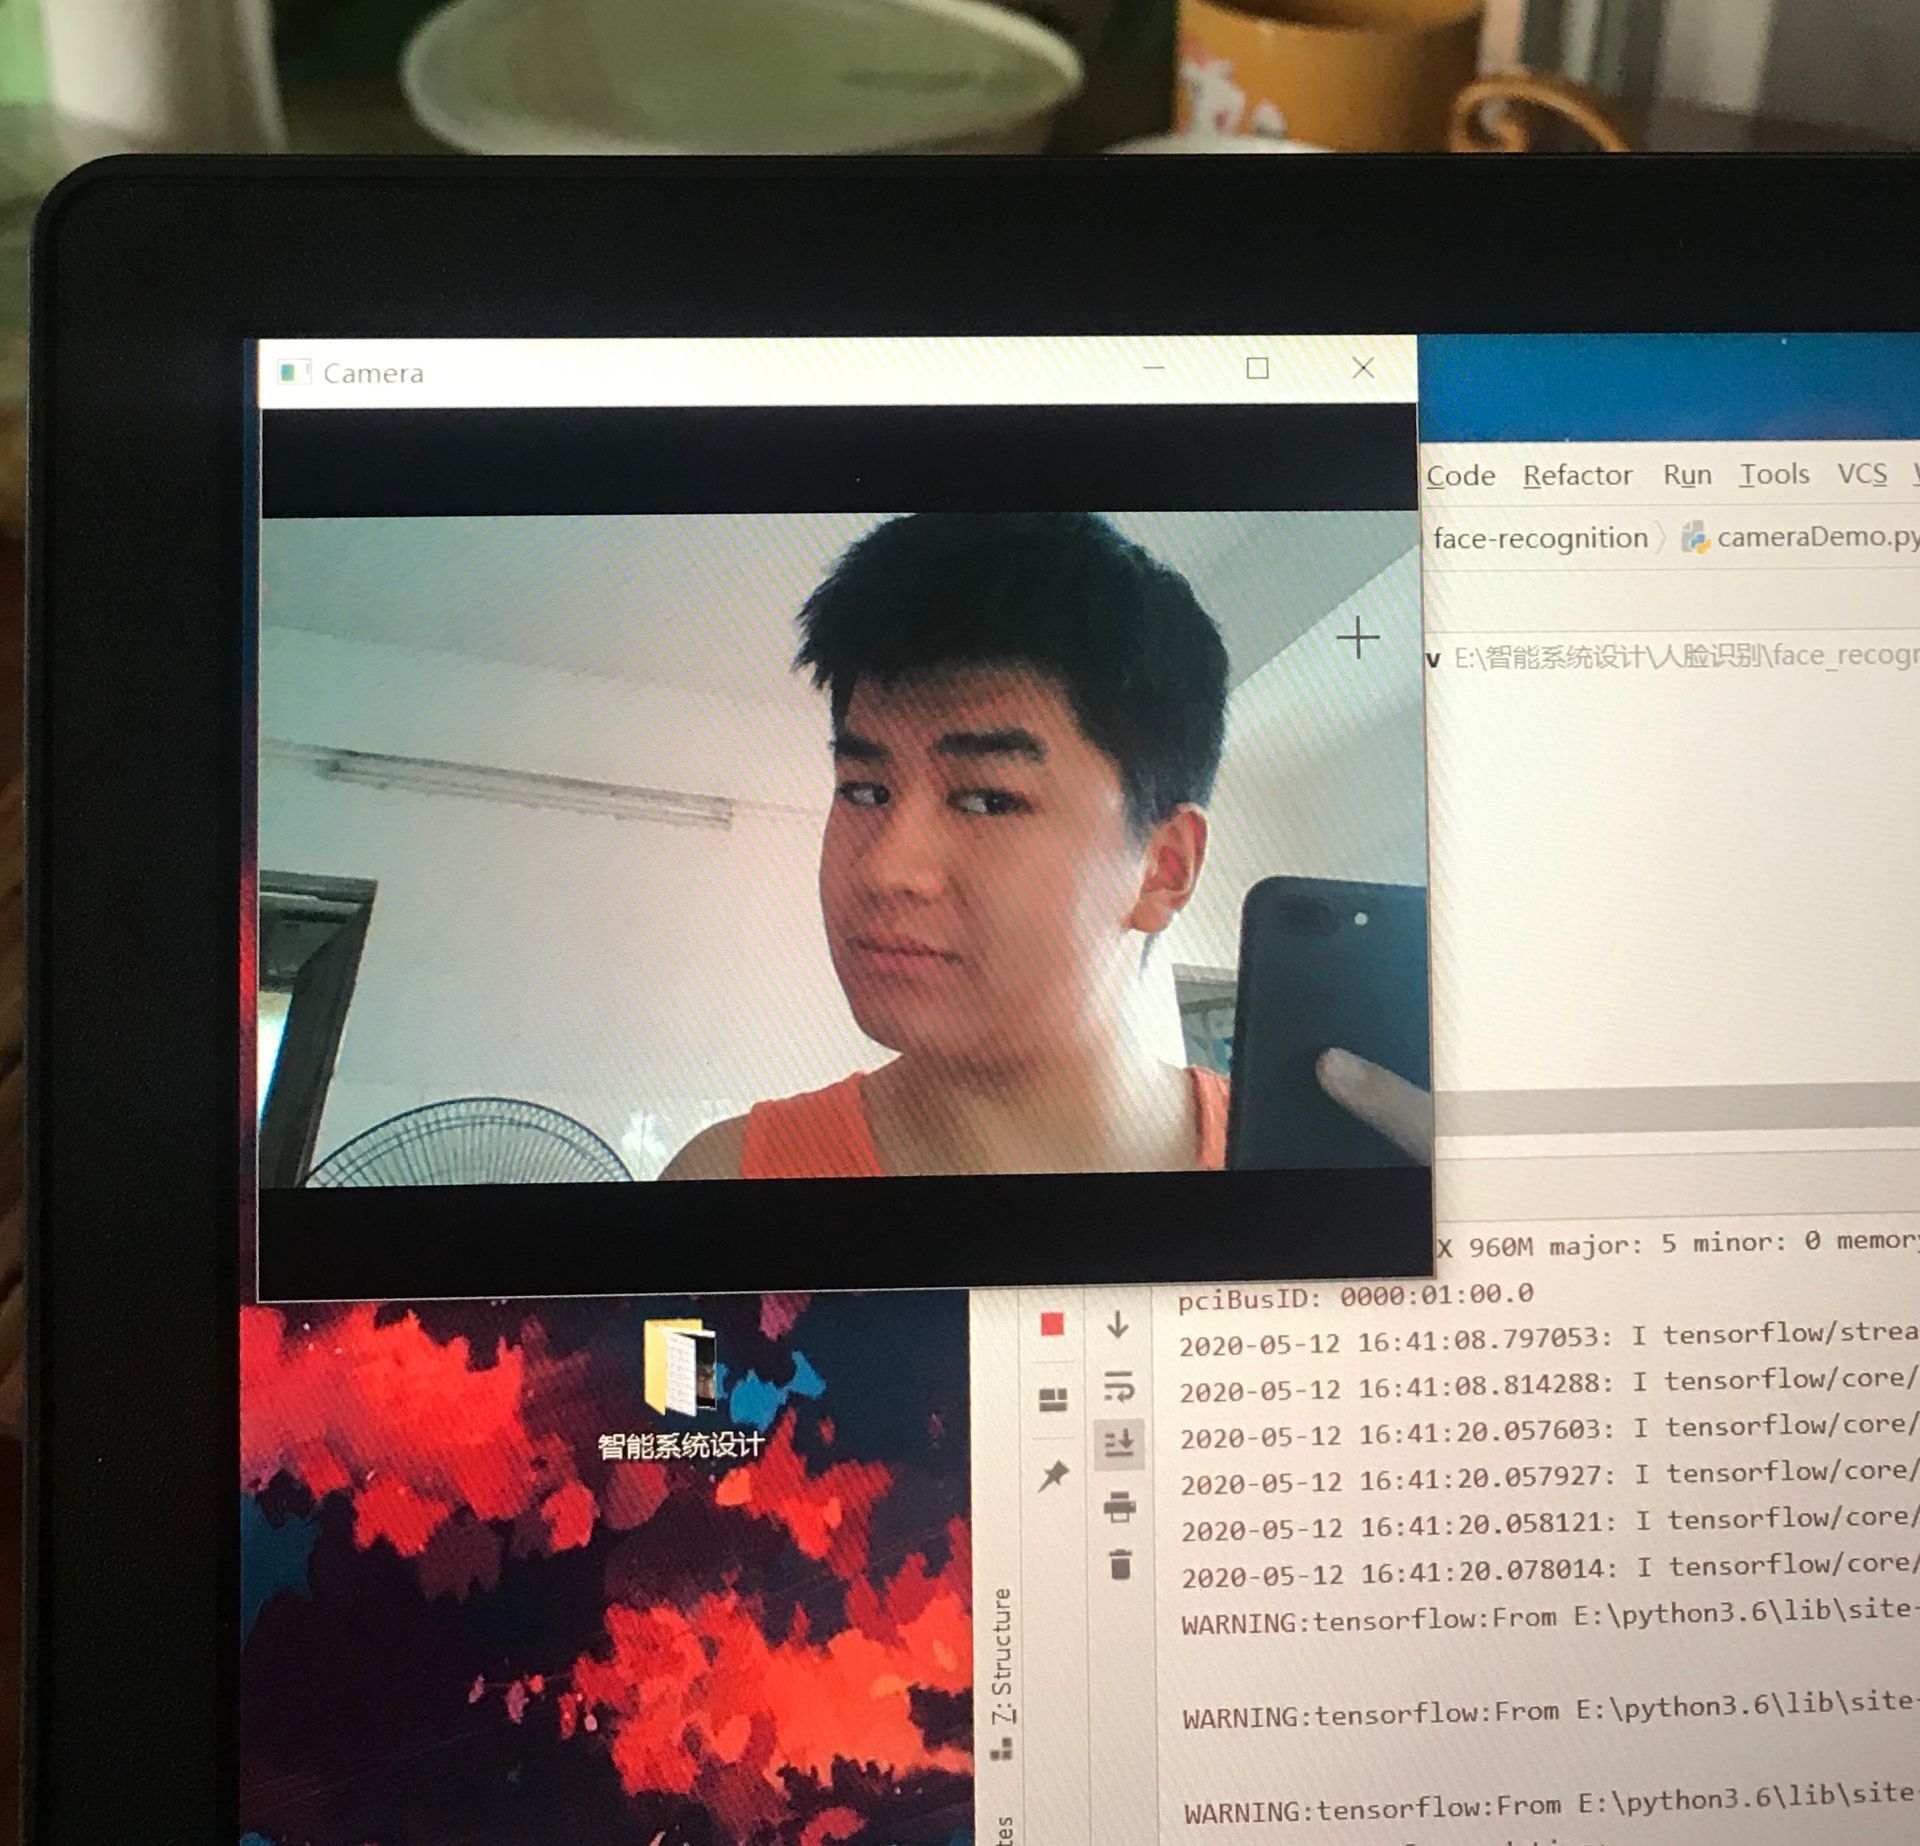 Camera
Code Refactor Run Tools VCS
face-recognition cameraDemo.py
v E:\智能系统设计\人脸识别\face_recogn
X 960M major: 5 minor: 0 memory
pciBusID: 0000:01:00.0
2020-05-12 16:41:08.797053: I tensorflow/strea
2020-05-12 16:41:08.814288: I tensorflow/core/
2020-05-12 16:41:20.057603: I tensorflow/core/
2020-05-12 16:41:20.057927: I tensorflow/core/
2020-05-12 16:41:20.058121: I tensorflow/core/
2020-05-12 16:41:20.078014: I tensorflow/core/
WARNING:tensorflow:From E:\python3.6\lib\site-
WARNING:tensorflow:From E:\python3.6\lib\site-
WARNING:tensorflow:From E:\python3.6\lib\site-
智能系统设计
7: Structure